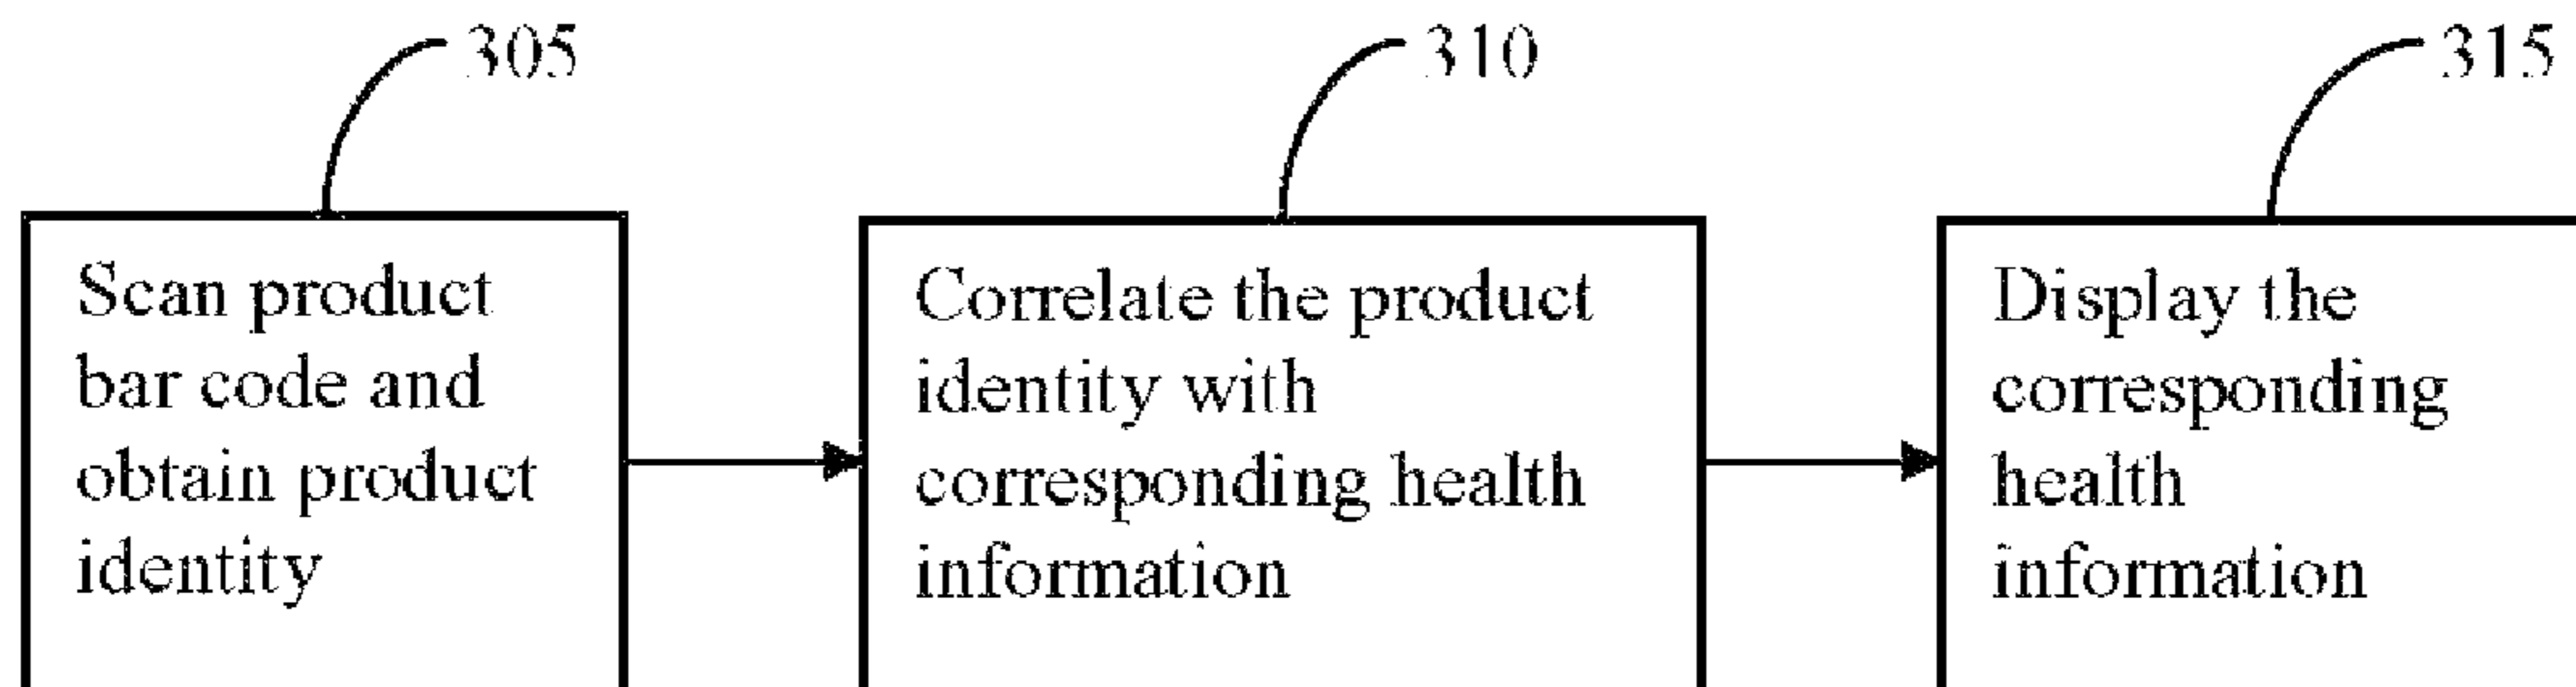 305
310
315
Scan product
bar code and
obtain product
identity
Correlate the product
identity with
corresponding health
information
Display the
corresponding
health
information